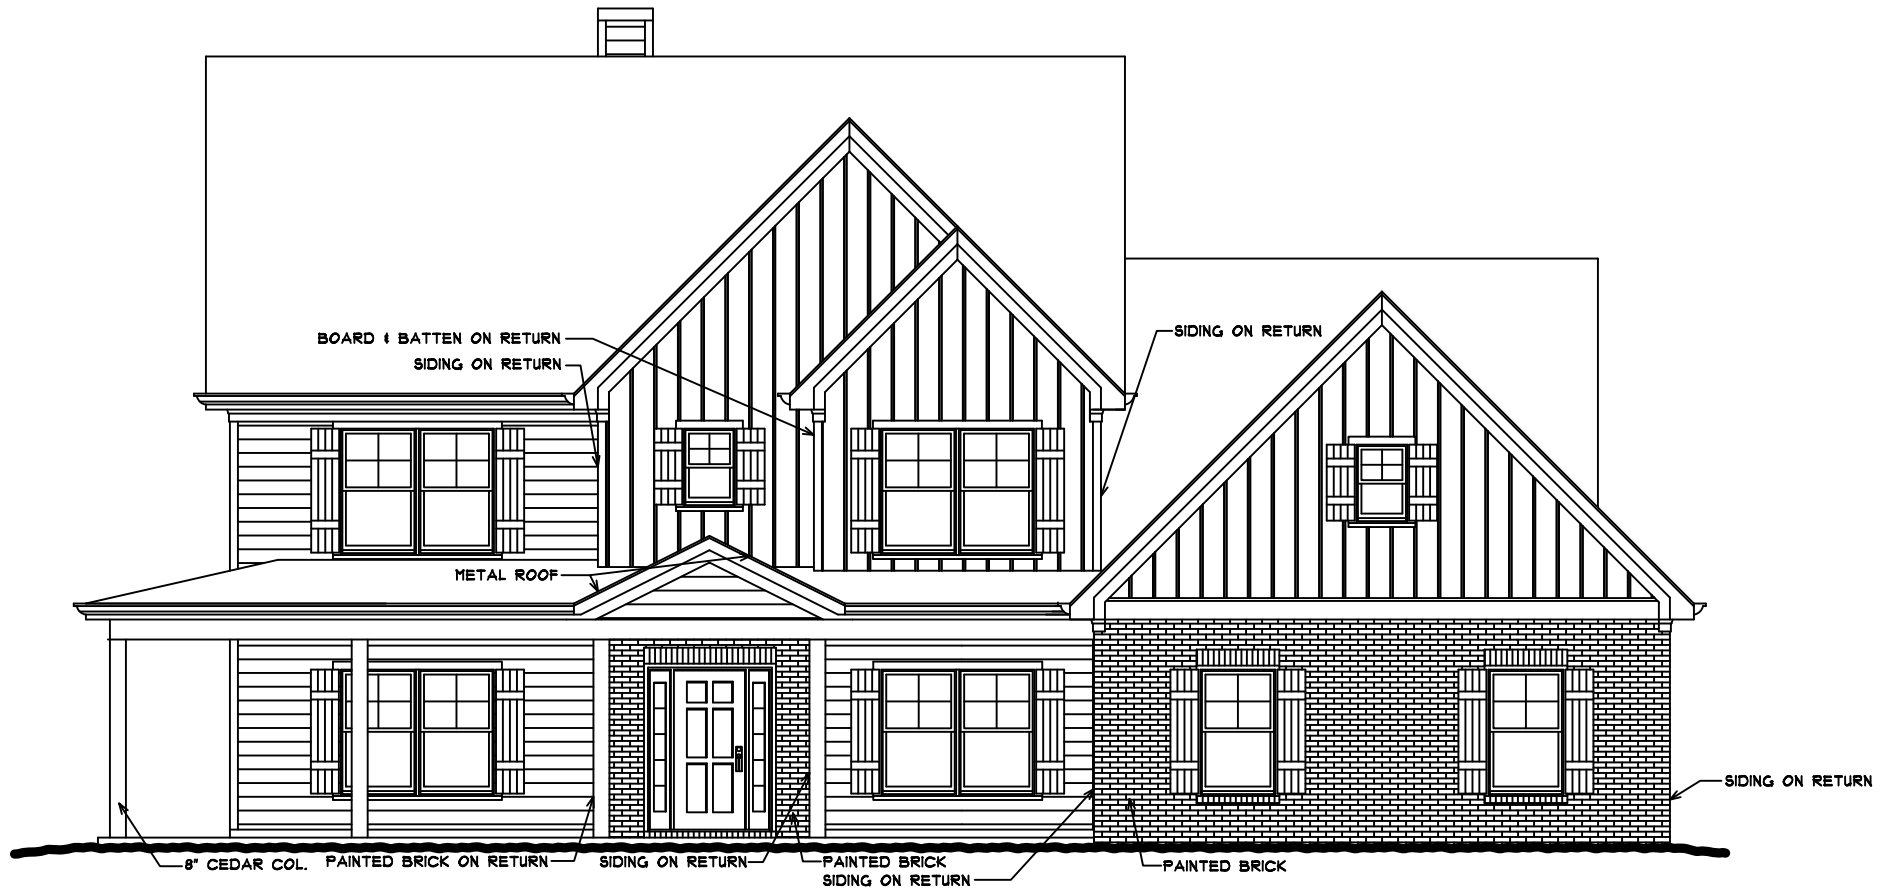 SIDING ON RETURN
BOARD & BATTEN ON RETURN
SIDING ON RETURN
METAL ROOF
SIDING ON RETURN
8" CEDAR COL.
PAINTED BRICK ON RETURN
SIDING ON RETURN
PAINTED BRICK
SIDING ON RETURN
PAINTED BRICK